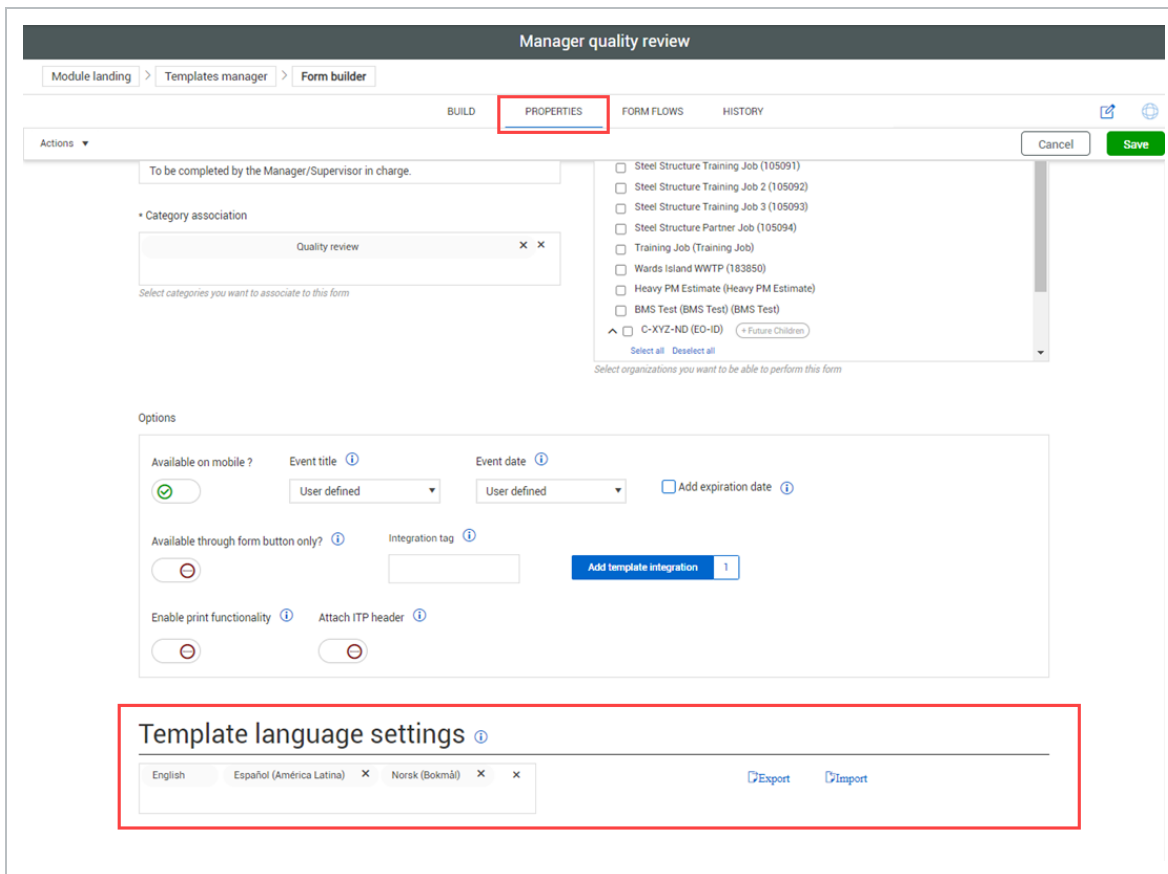 Manager quality review
Module landing > Templates manager > Form builder
BUILD PROPERTIES FORM FLOWS HISTORY
Actions Cancel Save
To be completed by the Manager/Supervisor in charge.
* Category association
Quality review × ×
Select categories you want to associate to this form
Steel Structure Training Job (105091)
Steel Structure Training Job 2 (105092)
Steel Structure Training Job 3 (105093)
Steel Structure Partner Job (105094)
Training Job (Training Job)
Wards Island WWTP (183850)
Heavy PM Estimate (Heavy PM Estimate)
BMS Test (BMS Test) (BMS Test)
C-XYZ-ND (EO-ID) + Future Children
Select all Deselect all
Select organizations you want to be able to perform this form
Options
Available on mobile ? Event title Event date
User defined User defined Add expiration date
Available through form button only? Integration tag
Add template integration 1
Enable print functionality Attach ITP header
Template language settings
English Español (América Latina) × Norsk (Bokmål) × × Export Import